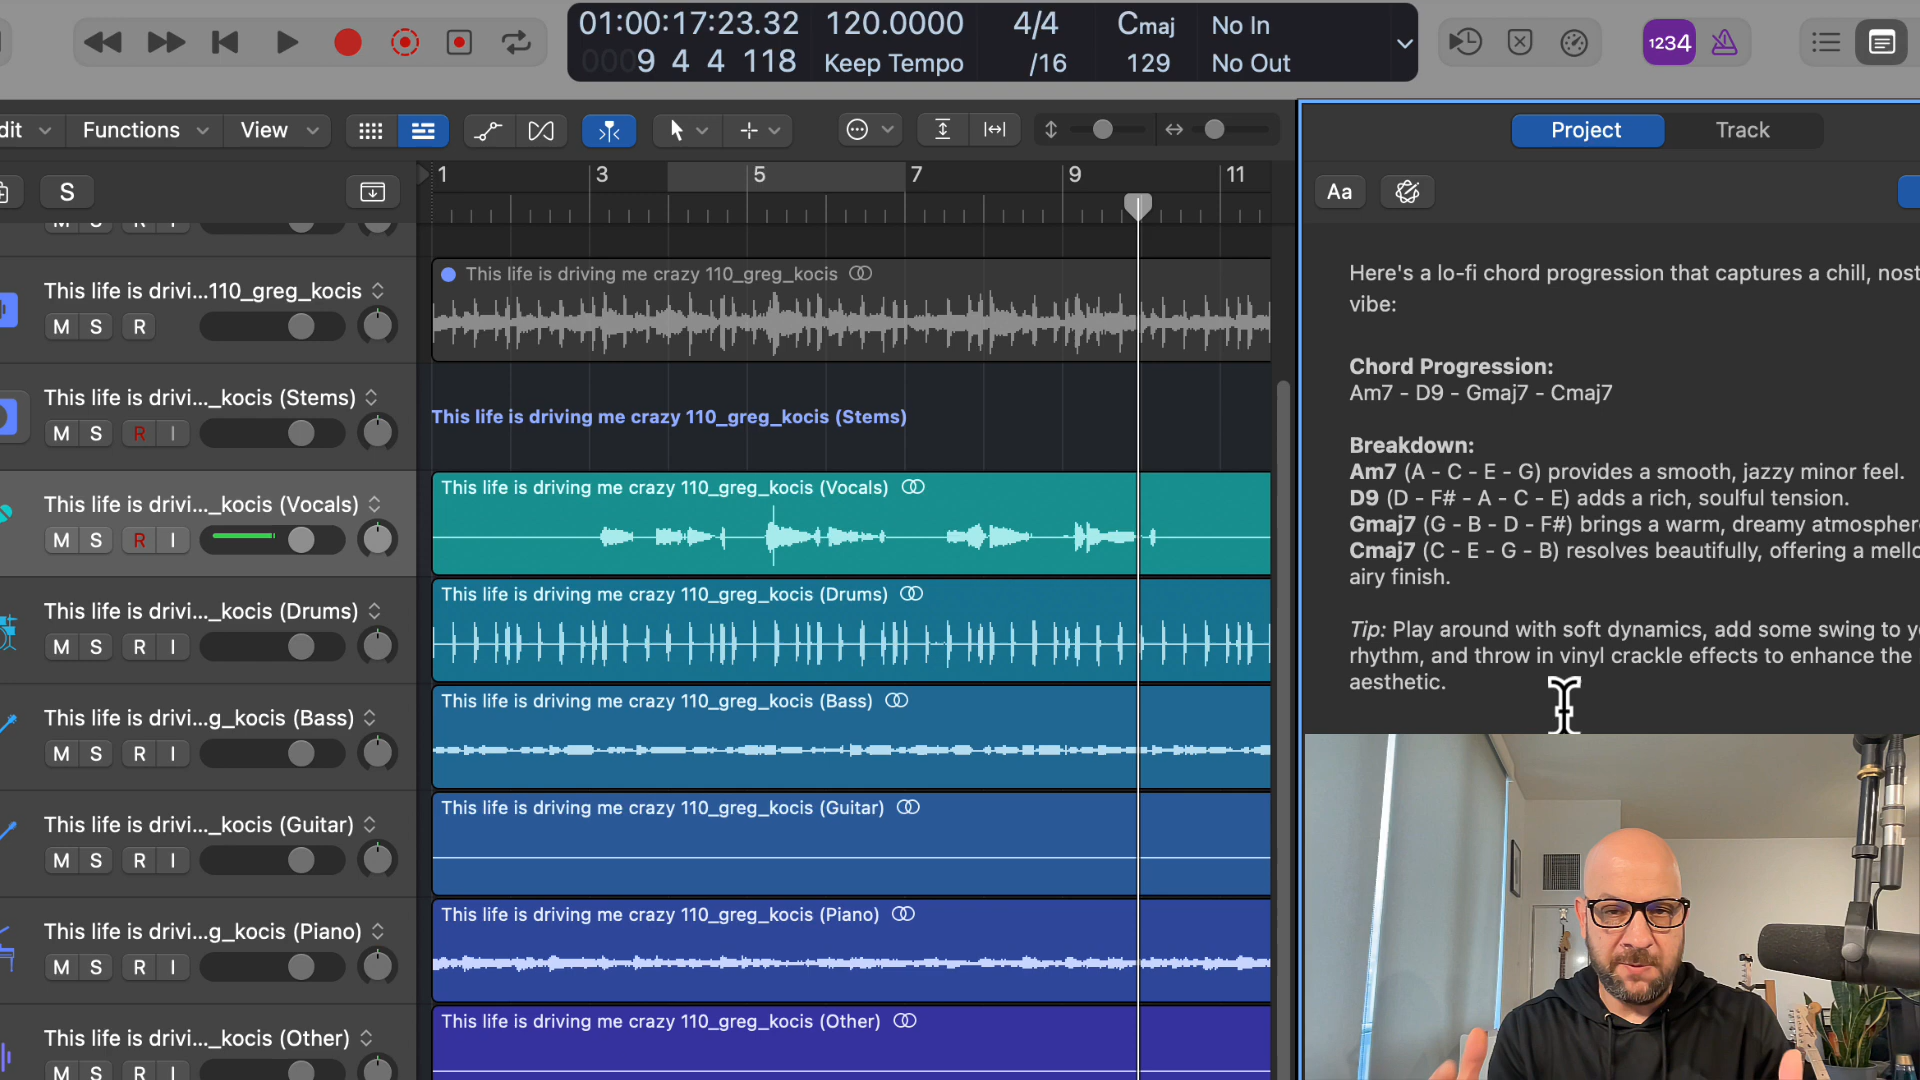 01:00:17:23.32 120.0000 4/4 Cmaj No In
0009 4 4 118 Keep Tempo /16 129 No Out
1234
dit Functions View
Project Track
S
1 3 5 7 9 11
Aa
M S R I
This life is drivi...110_greg_kocis
M S R
This life is driving me crazy 110_greg_kocis
This life is drivi..._kocis (Stems)
M S R I
This life is driving me crazy 110_greg_kocis (Stems)
This life is drivi..._kocis (Vocals)
M S R I
This life is driving me crazy 110_greg_kocis (Vocals)
This life is drivi..._kocis (Drums)
M S R I
This life is driving me crazy 110_greg_kocis (Drums)
This life is drivi...g_kocis (Bass)
M S R I
This life is driving me crazy 110_greg_kocis (Bass)
This life is drivi..._kocis (Guitar)
M S R I
This life is driving me crazy 110_greg_kocis (Guitar)
This life is drivi...g_kocis (Piano)
M S R I
This life is driving me crazy 110_greg_kocis (Piano)
This life is drivi..._kocis (Other)
M S R I
This life is driving me crazy 110_greg_kocis (Other)
Here's a lo-fi chord progression that captures a chill, nost
vibe:
Chord Progression:
Am7 - D9 - Gmaj7 - Cmaj7
Breakdown:
Am7 (A - C - E - G) provides a smooth, jazzy minor feel.
D9 (D - F# - A - C - E) adds a rich, soulful tension.
Gmaj7 (G - B - D - F#) brings a warm, dreamy atmosphere
Cmaj7 (C - E - G - B) resolves beautifully, offering a mello
airy finish.
Tip: Play around with soft dynamics, add some swing to y
rhythm, and throw in vinyl crackle effects to enhance the
aesthetic.